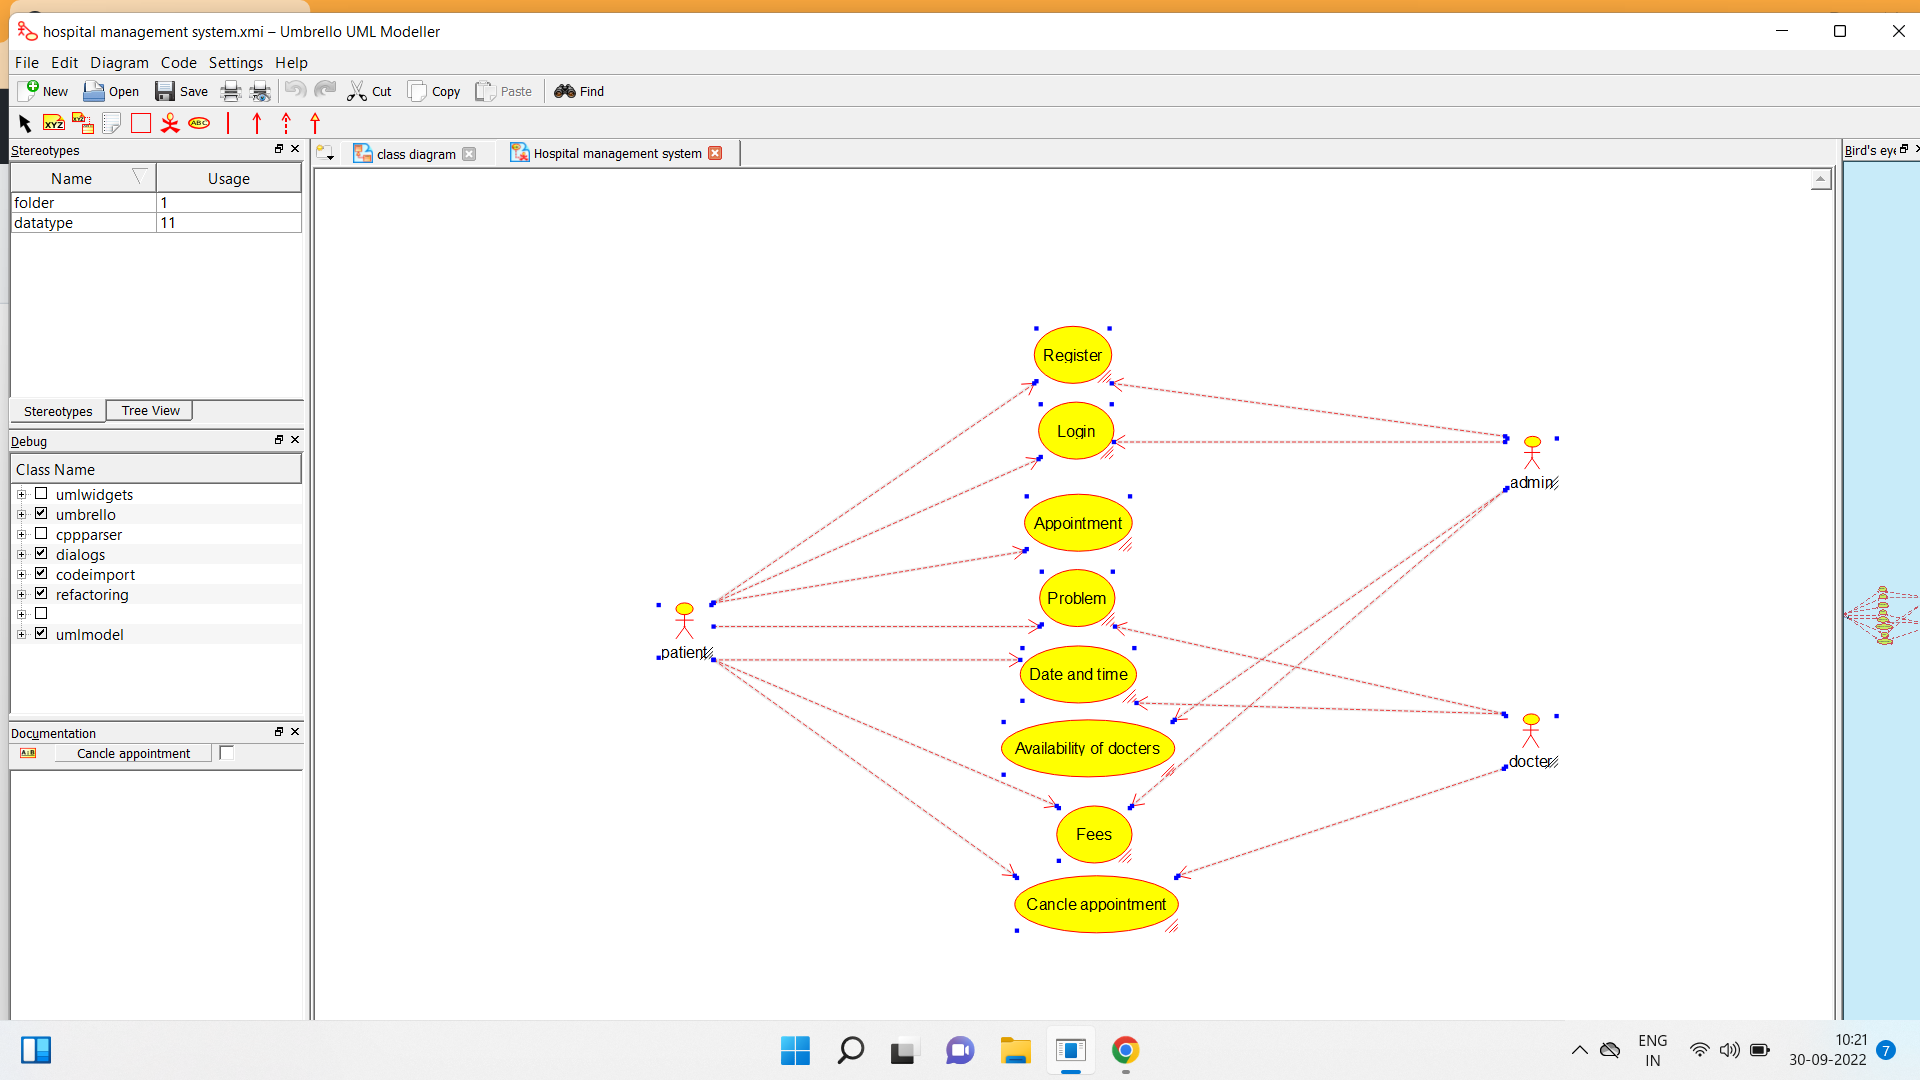 hospital management system.xmi – Umbrello UML Modeller
File Edit Diagram Code Settings Help
New Open Save Cut Copy Paste Find
XYZ XYZ ABC
Stereotypes
class diagram
Hospital management system
Bird's eye
Name Usage
folder 1
datatype 11
Stereotypes Tree View
Debug
Class Name
umlwidgets
umbrello
cppparser
dialogs
codeimport
refactoring
umlmodel
Documentation
Cancle appointment
Register
Login
Appointment
Problem
Date and time
Availability of docters
Fees
Cancle appointment
patient
admin
docter
ENG
IN
10:21
30-09-2022
7